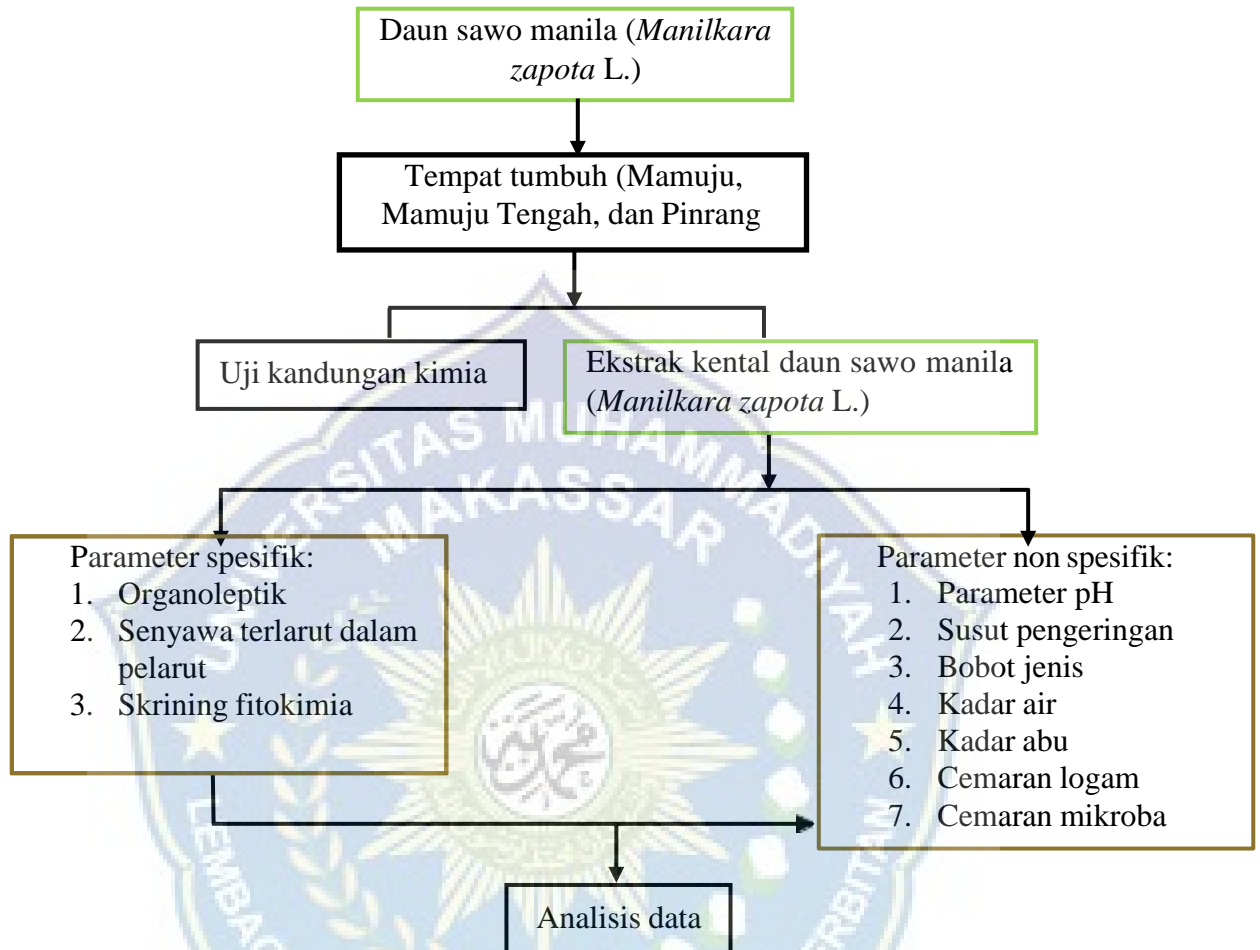 Daun sawo manila (Manilkara
zapota L.)
Tempat tumbuh (Mamuju,
Mamuju Tengah, dan Pinrang
Uji kandungan kimia
Ekstrak kental daun sawo manila
(Manilkara zapota L.)
Parameter spesifik:
1. Organoleptik
2. Senyawa terlarut dalam
pelarut
3. Skrining fitokimia
Parameter non spesifik:
1. Parameter pH
2. Susut pengeringan
3. Bobot jenis
4. Kadar air
5. Kadar abu
6. Cemaran logam
7. Cemaran mikroba
Analisis data
UNIVERSITAS MUHAMMADIYAH
MAKASSAR